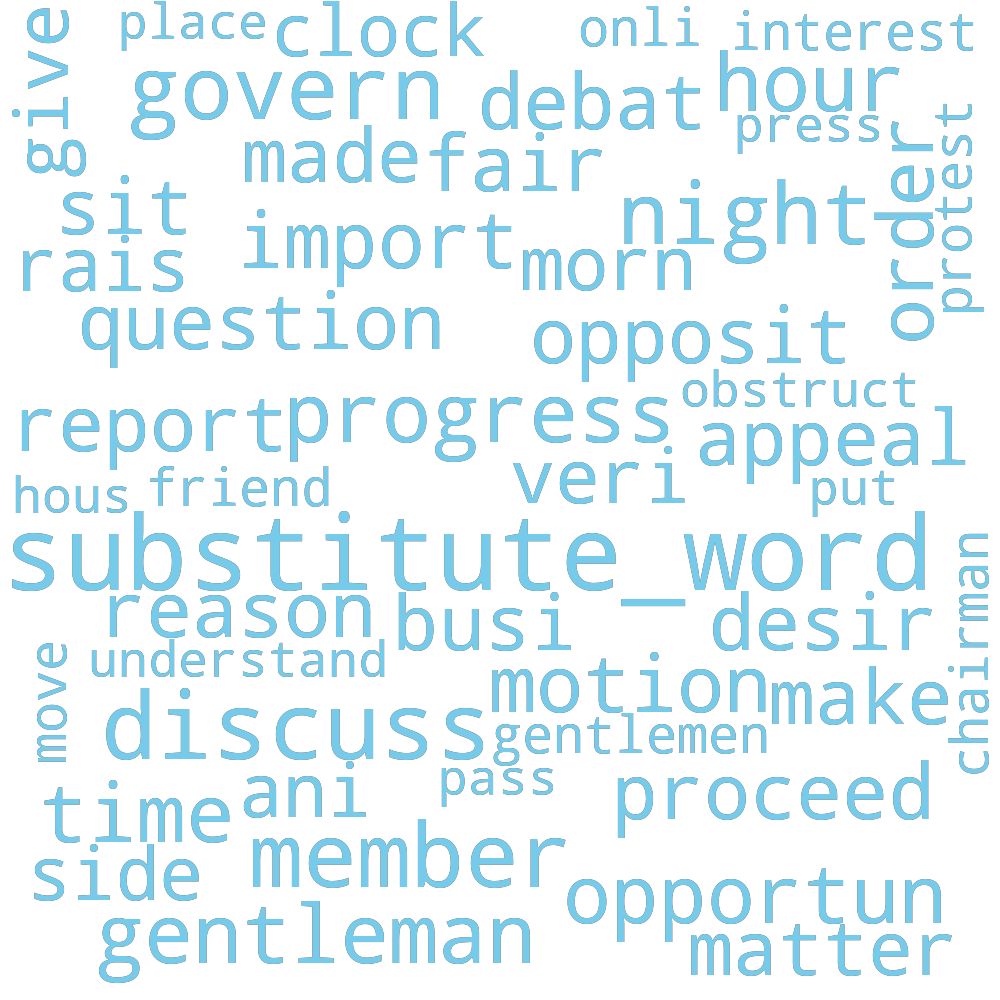 give
place
clock
onli
interest
govern
debat
hour
press
made
fair
order
protest
sit
night
import
rais
morn
question
opposit
obstruct
report
progress
appeal
veri
hous
friend
put
substitute_word
reason
busi
desir
chairman
understand
move
motion
make
discuss
gentlemen
pass
proceed
time
ani
member
side
opportun
gentleman
matter